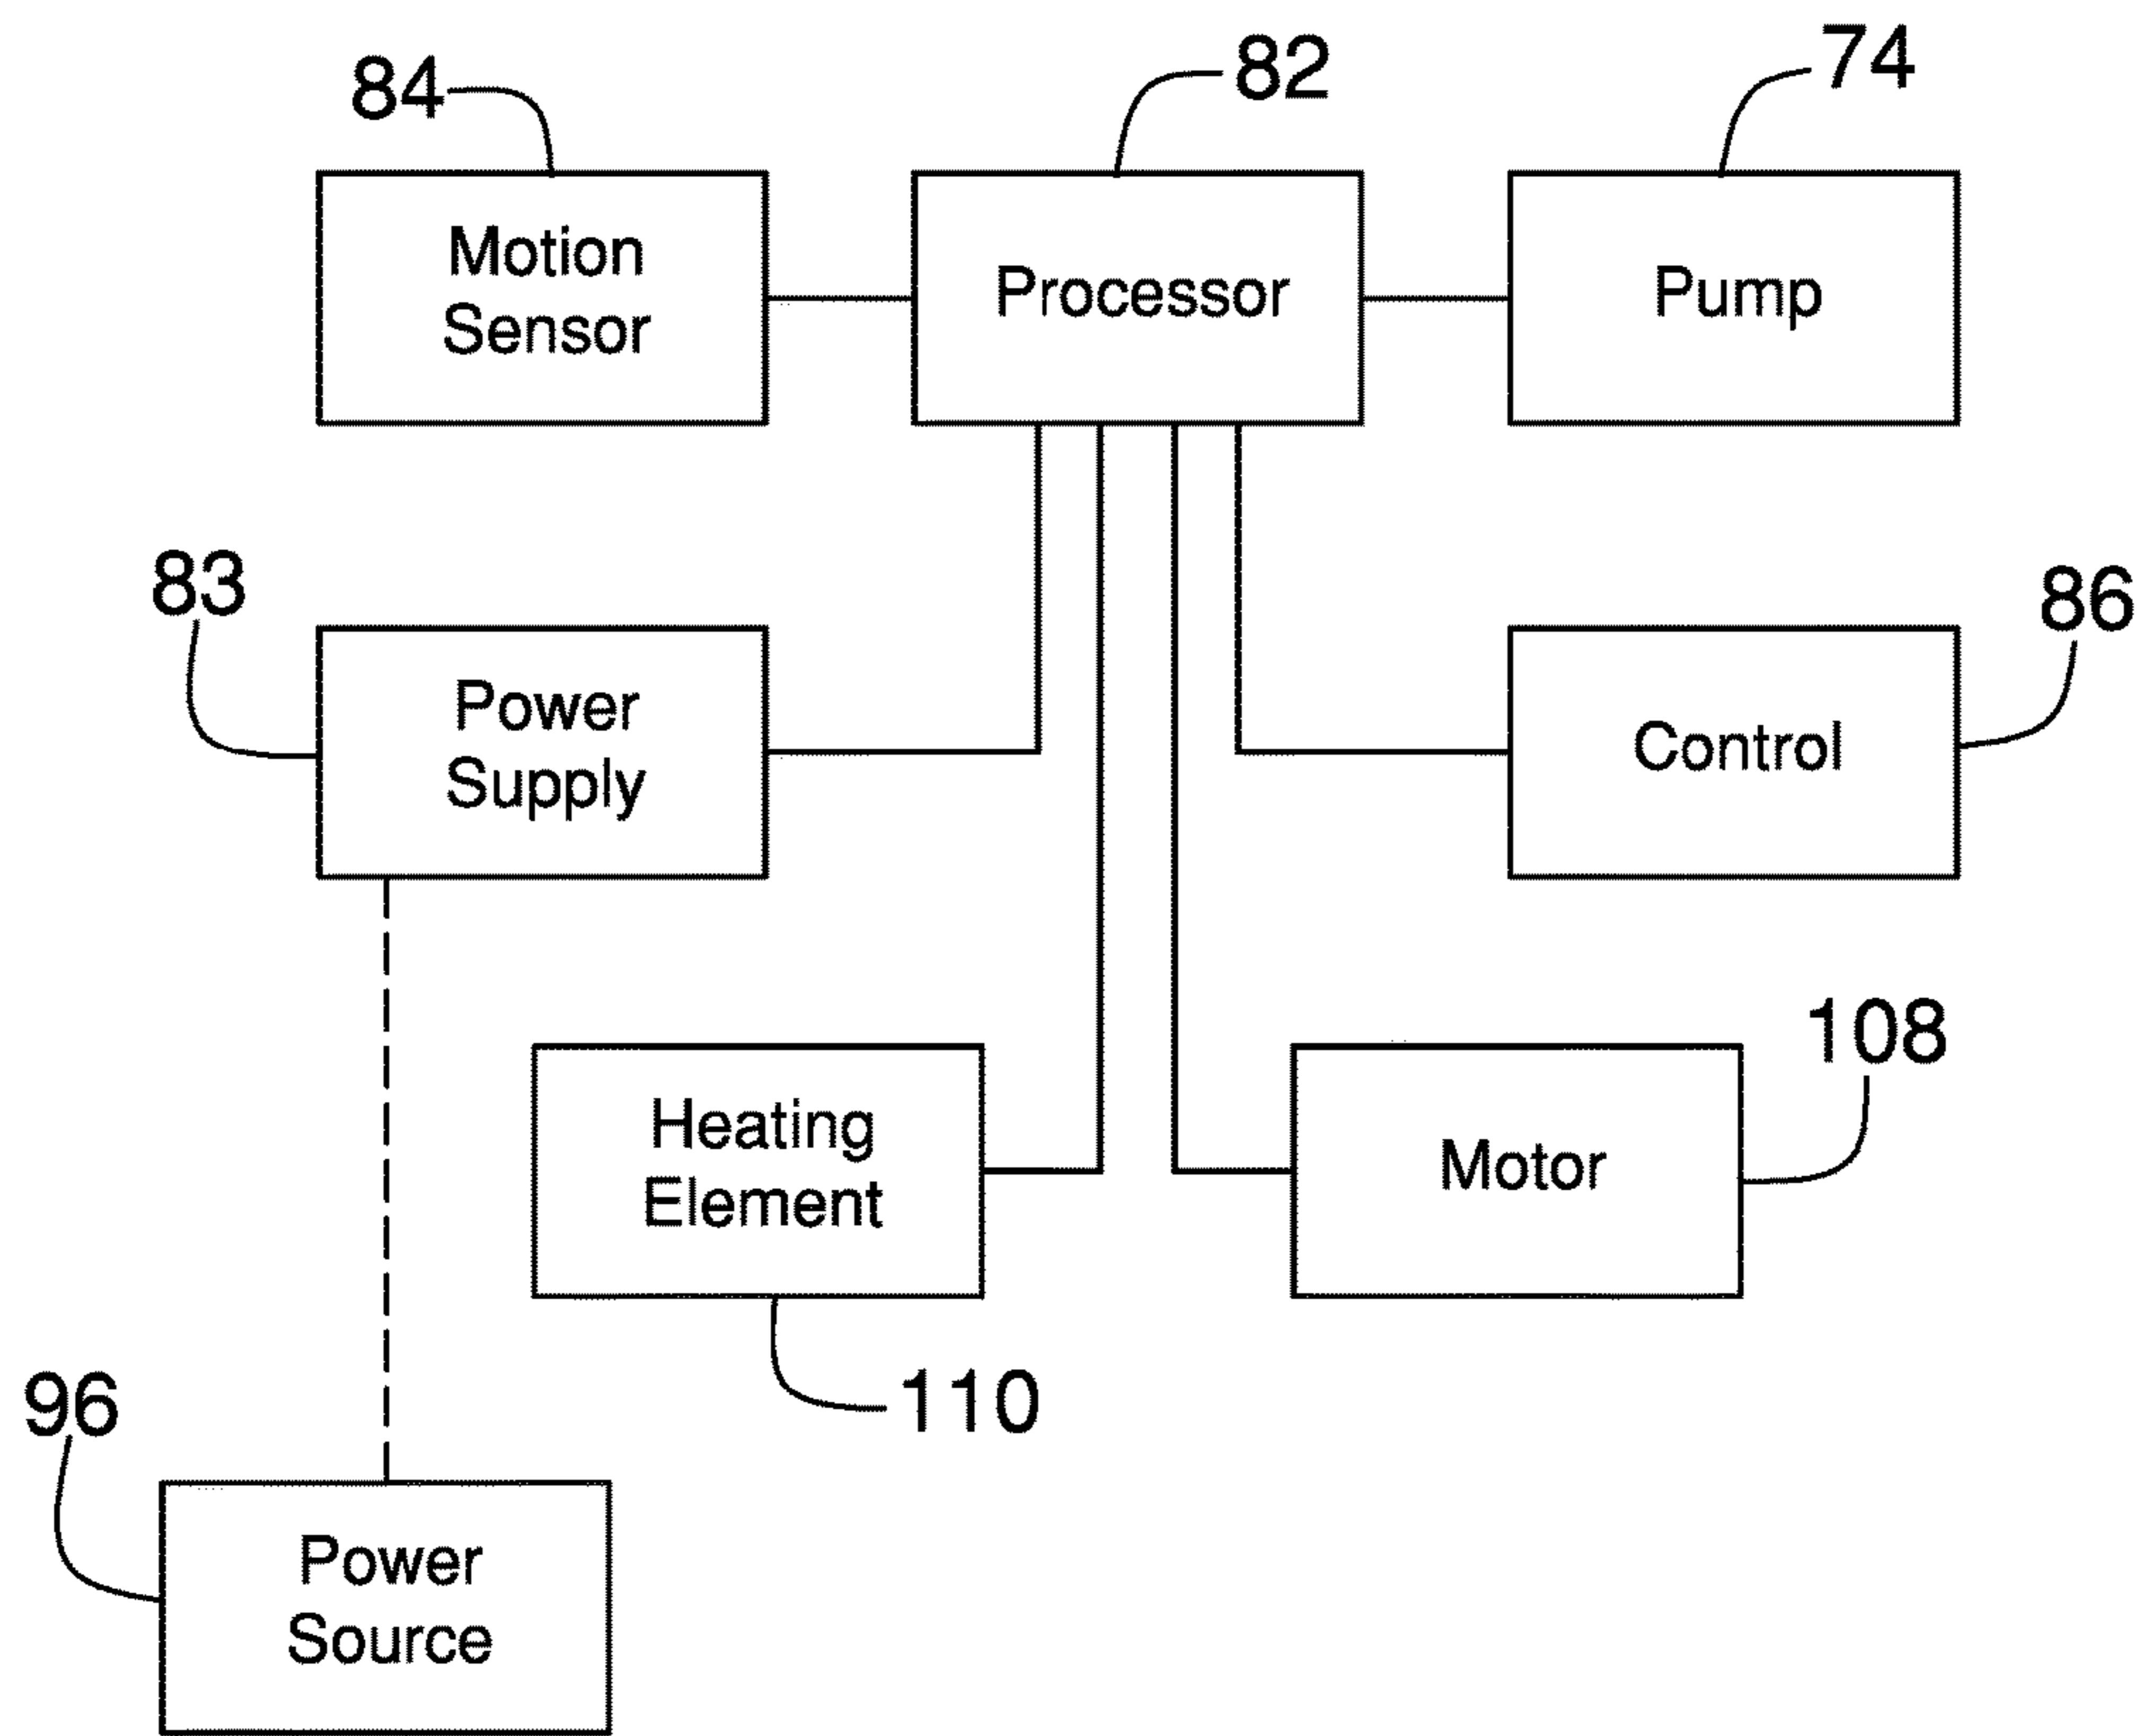 84
82
74
Motion
Sensor
Processor
Pump
83
86
Power
Supply
Control
108
Heating
Element
Motor
96
110
Power
Source